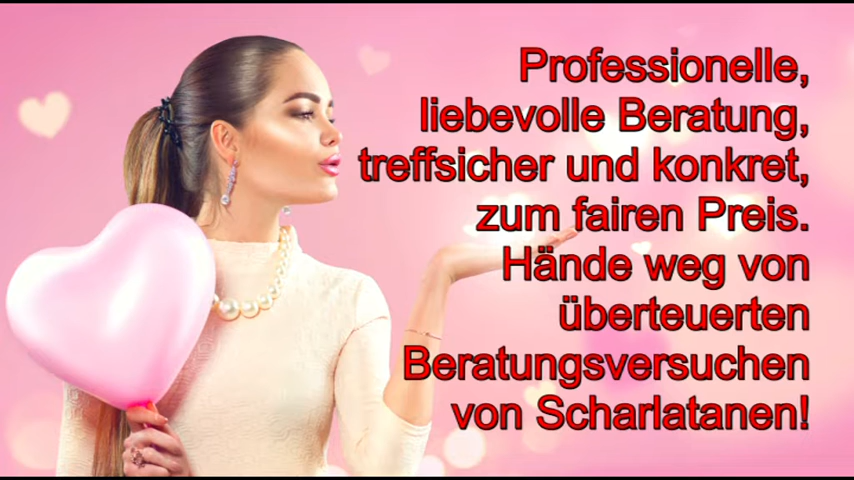 Professionelle,
liebevolle Beratung,
treffsicher und konkret,
zum fairen Preis.
Hände weg von
überteuerten
Beratungsversuchen
von Scharlatanen!